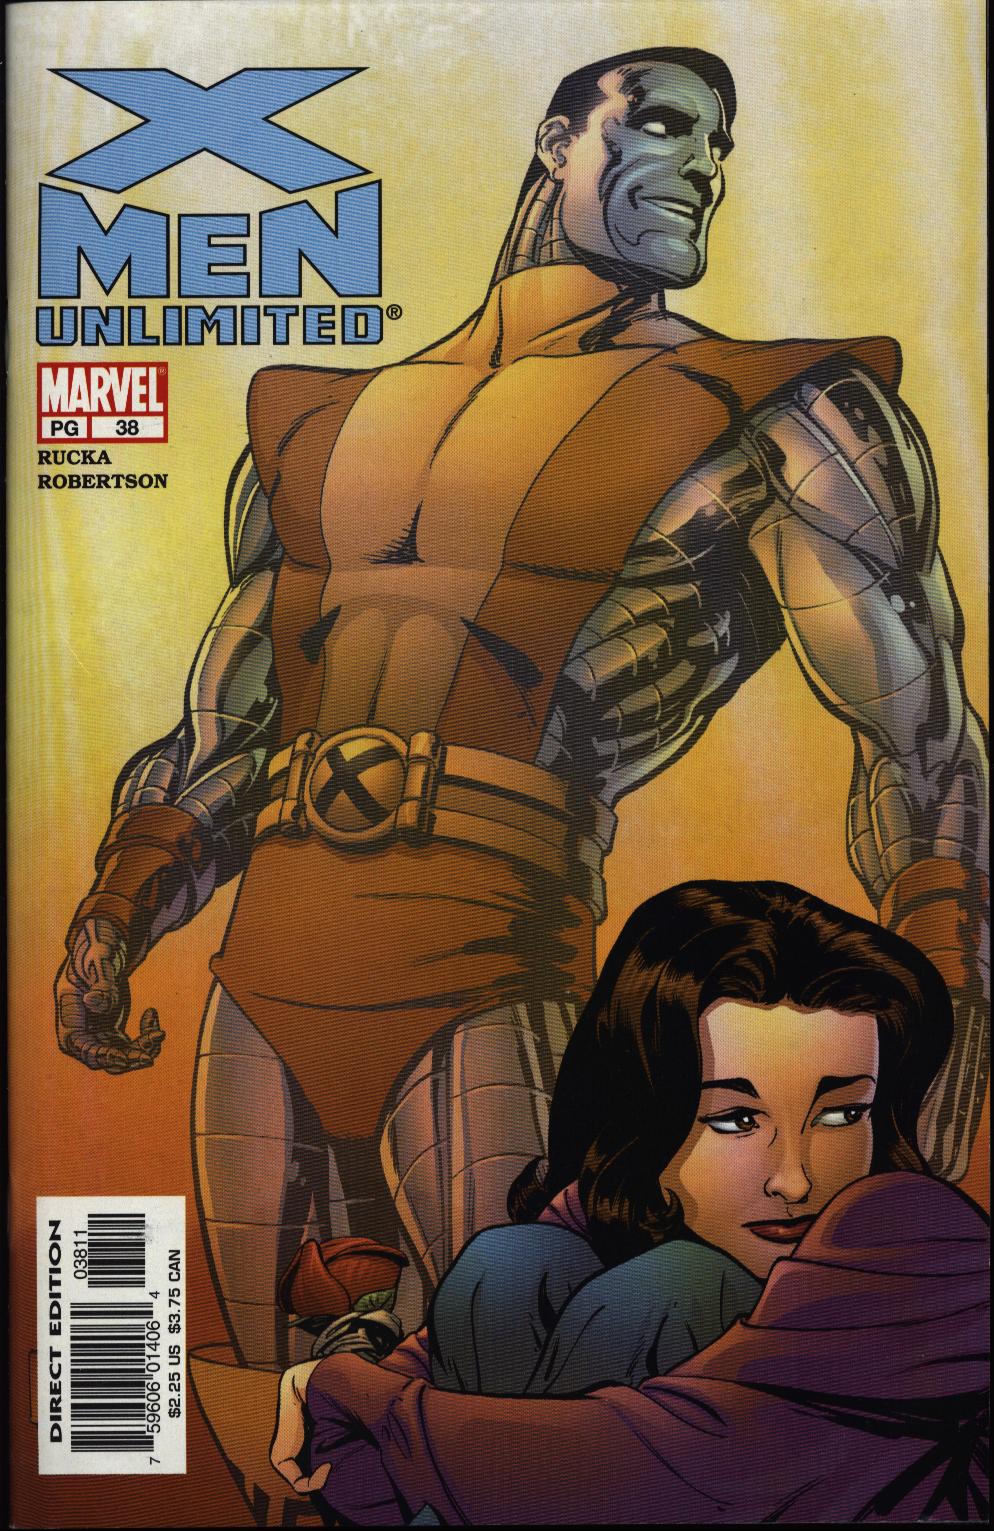 X
MEN
UNLIMITED®
MARVEL®
PG 38
RUCKA
ROBERTSON
DIRECT EDITION
03811
7 59606 01406 4
$2.25 US $3.75 CAN